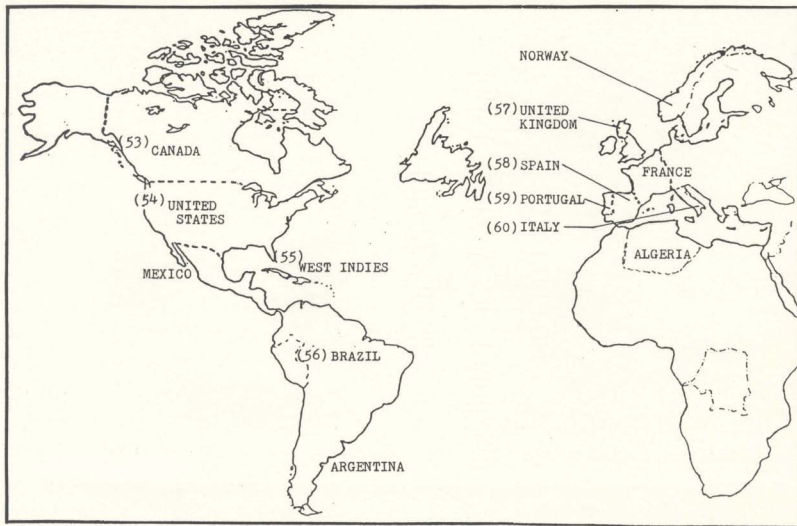 NORWAY
(57) UNITED
KINGDOM
(53) CANADA
(58) SPAIN
FRANCE
(54) UNITED
STATES
(59) PORTUGAL
(60) ITALY
(55)
WEST INDIES
ALGERIA
MEXICO
(56) BRAZIL
ARGENTINA